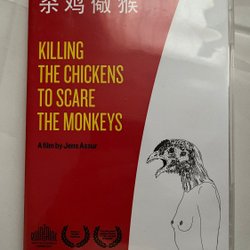 杀鸡儆猴
KILLING
THE CHICKENS
TO SCARE
THE MONKEYS
A film by Jens Assur